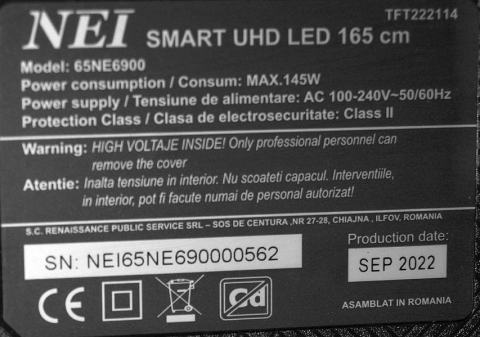 TFT222114
NEI SMART UHD LED 165 cm
Model: 65NE6900
Power consumption / Consum: MAX.145W
Power supply / Tensiune de alimentare: AC 100-240V~50/60Hz
Protection Class / Clasa de electrosecuritate: Class II
Warning: HIGH VOLTAJE INSIDE! Only professional personnel can
remove the cover
Atentie: Inalta tensiune in interior. Nu scoateti capacul. Interventiile,
in interior, pot fi facute numai de personal autorizat!
S.C. RENAISSANCE PUBLIC SERVICE SRL – SOS DE CENTURA ,NR 27-28, CHIAJNA , ILFOV, ROMANIA
SN: NEI65NE690000562
Production date:
SEP 2022
CE
Cd
ASAMBLAT IN ROMANIA